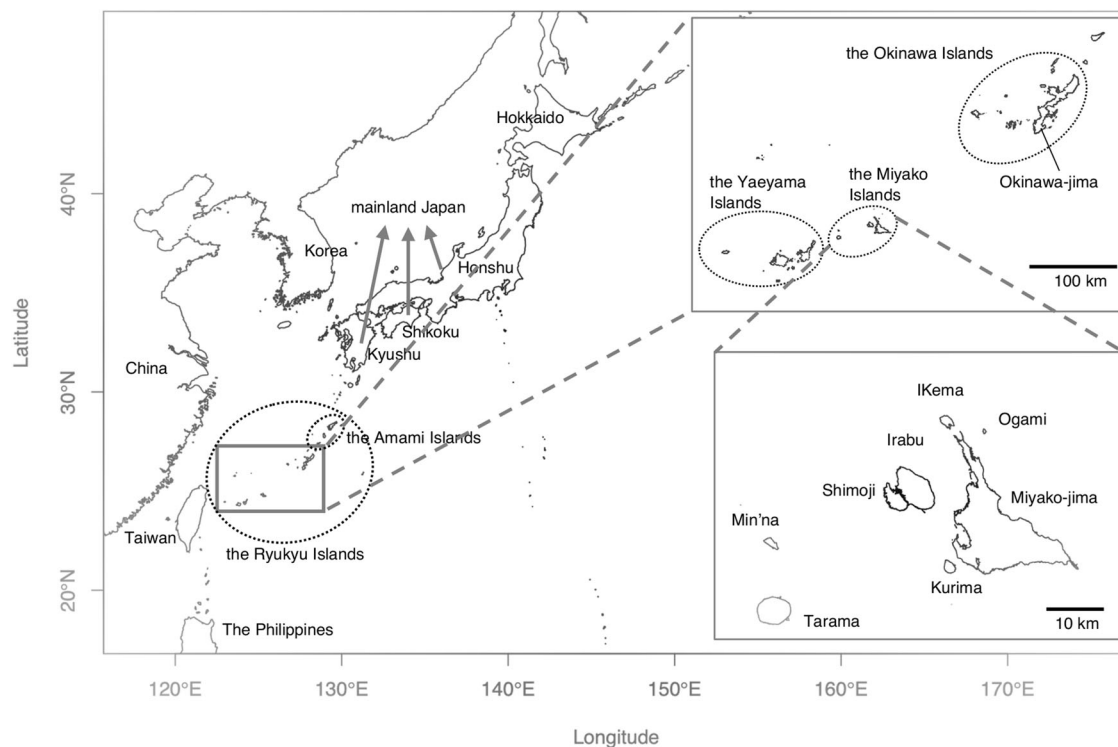 Latitude
40°N
30°N
20°N
120°E
130°E
140°E
150°E
160°E
170°E
Longitude
Hokkaido
mainland Japan
Korea
Honshu
Shikoku
Kyushu
China
the Amami Islands
Taiwan
the Ryukyu Islands
The Philippines
the Okinawa Islands
Okinawa-jima
the Miyako
Islands
the Yaeyama
Islands
100 km
IKema
Ogami
Irabu
Shimoji
Miyako-jima
Min'na
Kurima
Tarama
10 km